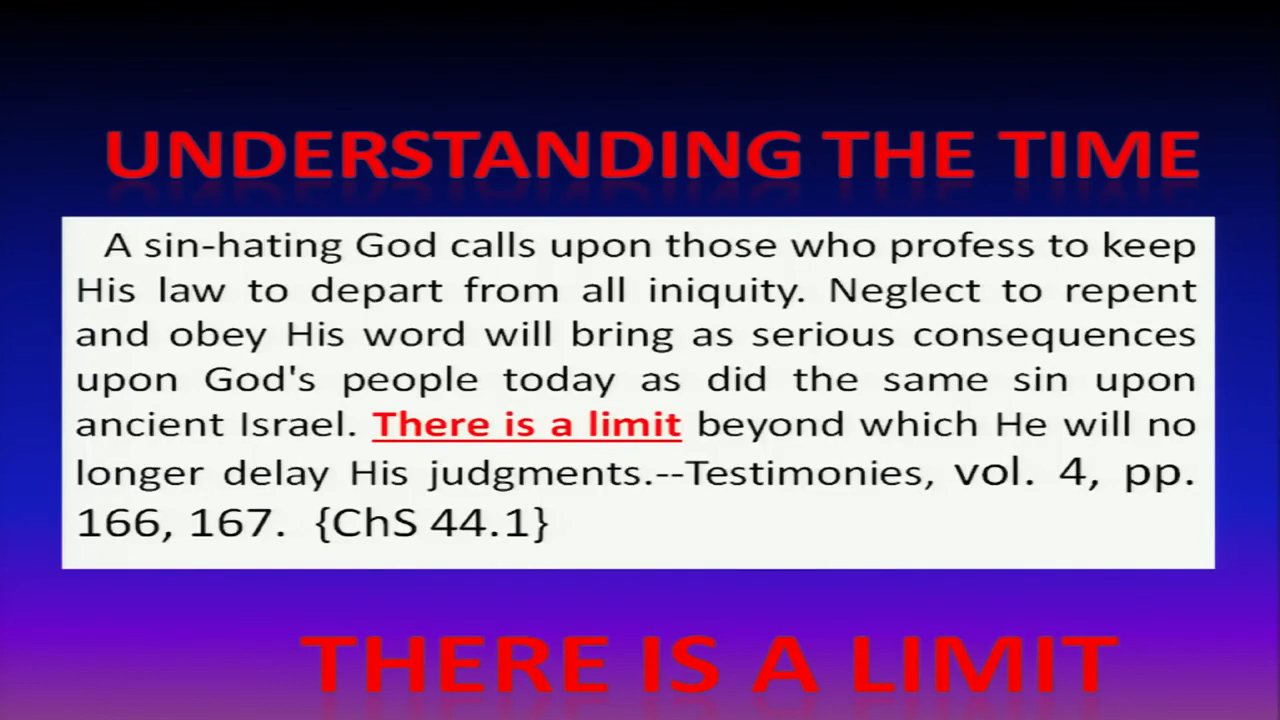 UNDERSTANDING THE TIME
A sin-hating God calls upon those who profess to keep
His law to depart from all iniquity. Neglect to repent
and obey His word will bring as serious consequences
upon God's people today as did the same sin upon
ancient Israel. There is a limit beyond which He will no
longer delay His judgments.--Testimonies, vol. 4, pp.
166, 167. {ChS 44.1}
THERE IS A LIMIT